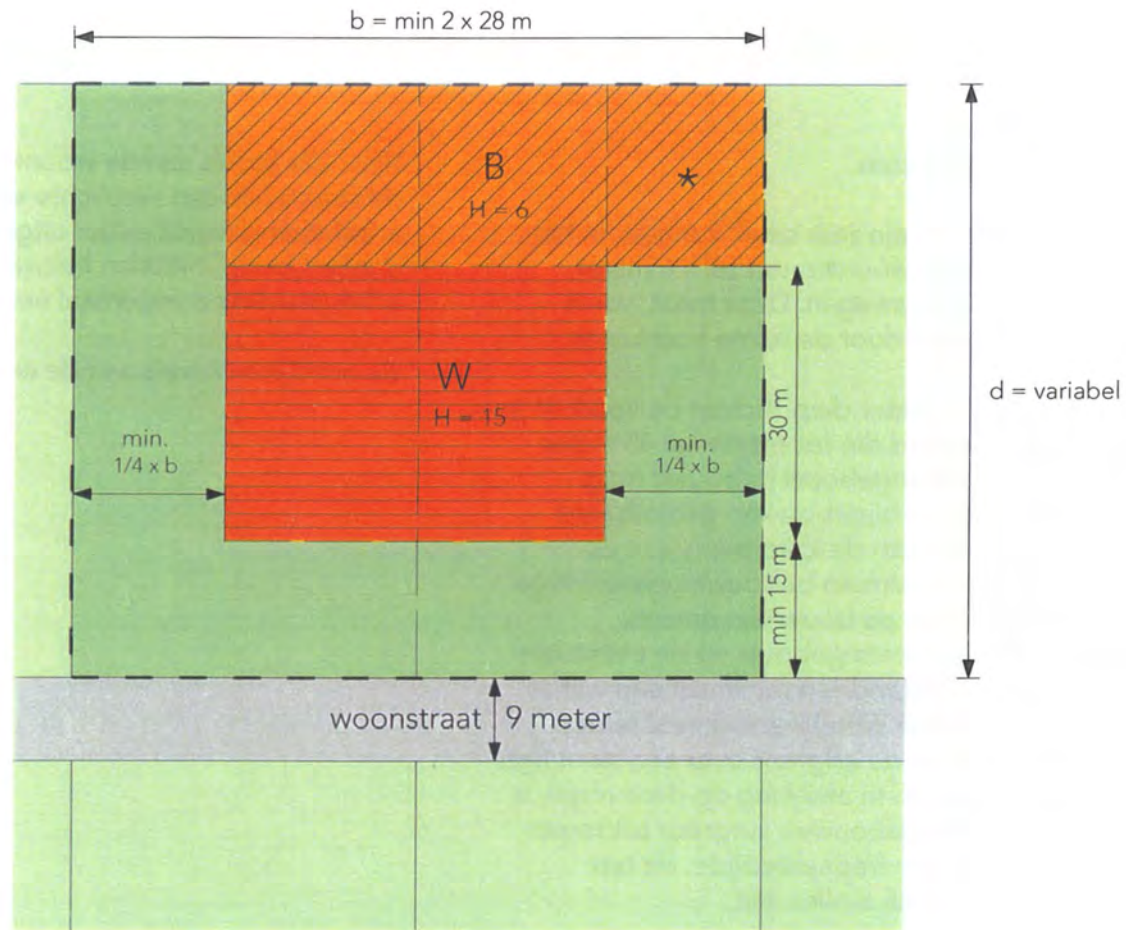 b = min 2 x 28 m
B
*
H = 6
d = variabel
W
H = 15
30 m
min.
1/4 x b
min.
1/4 x b
min 15 m
woonstraat 9 meter